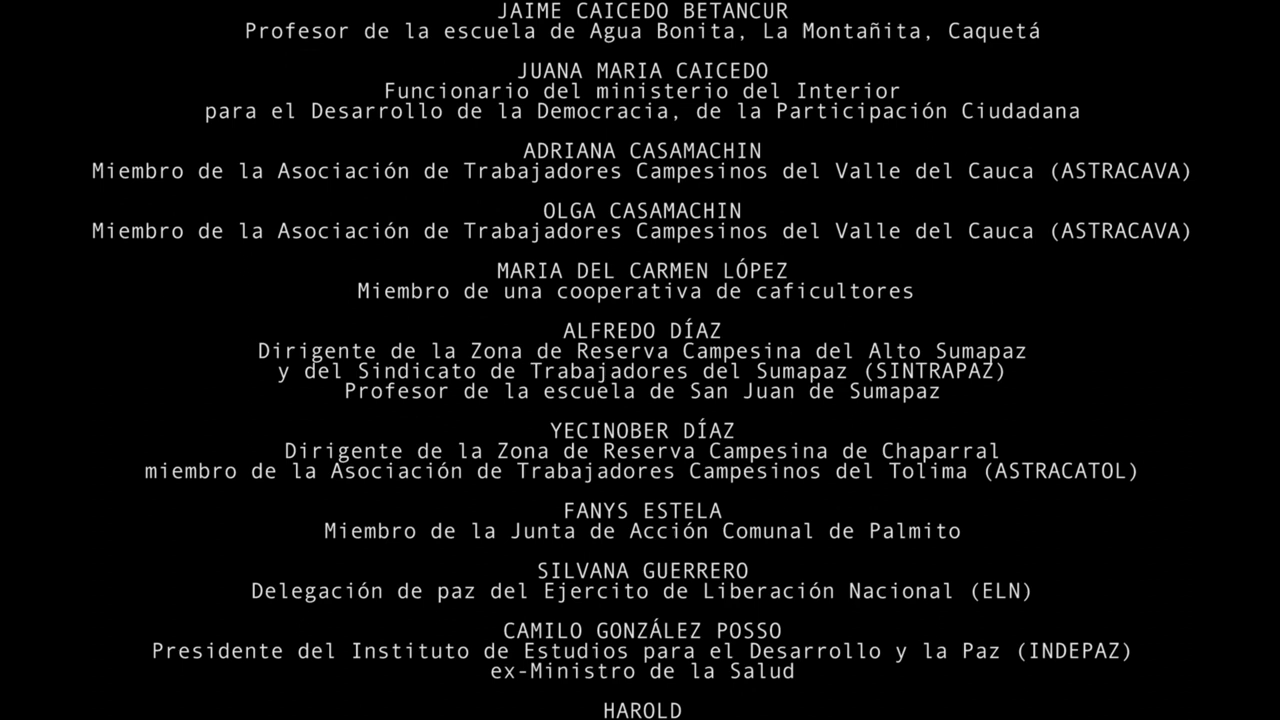 JAIME CAICEDO BETANCUR
Profesor de la escuela de Agua Bonita, La Montañita, Caquetá
JUANA MARIA CAICEDO
Funcionario del ministerio del Interior
para el Desarrollo de la Democracia, de la Participación Ciudadana
ADRIANA CASAMACHIN
Miembro de la Asociación de Trabajadores Campesinos del Valle del Cauca (ASTRACAVA)
OLGA CASAMACHIN
Miembro de la Asociación de Trabajadores Campesinos del Valle del Cauca (ASTRACAVA)
MARIA DEL CARMEN LÓPEZ
Miembro de una cooperativa de caficultores
ALFREDO DÍAZ
Dirigente de la Zona de Reserva Campesina del Alto Sumapaz
y del Sindicato de Trabajadores del Sumapaz (SINTRAPAZ)
Profesor de la escuela de San Juan de Sumapaz
YECINOBER DÍAZ
Dirigente de la Zona de Reserva Campesina de Chaparral
miembro de la Asociación de Trabajadores Campesinos del Tolima (ASTRACATOL)
FANYS ESTELA
Miembro de la Junta de Acción Comunal de Palmito
SILVANA GUERRERO
Delegación de paz del Ejercito de Liberación Nacional (ELN)
CAMILO GONZÁLEZ POSSO
Presidente del Instituto de Estudios para el Desarrollo y la Paz (INDEPAZ)
ex-Ministro de la Salud
HAROLD